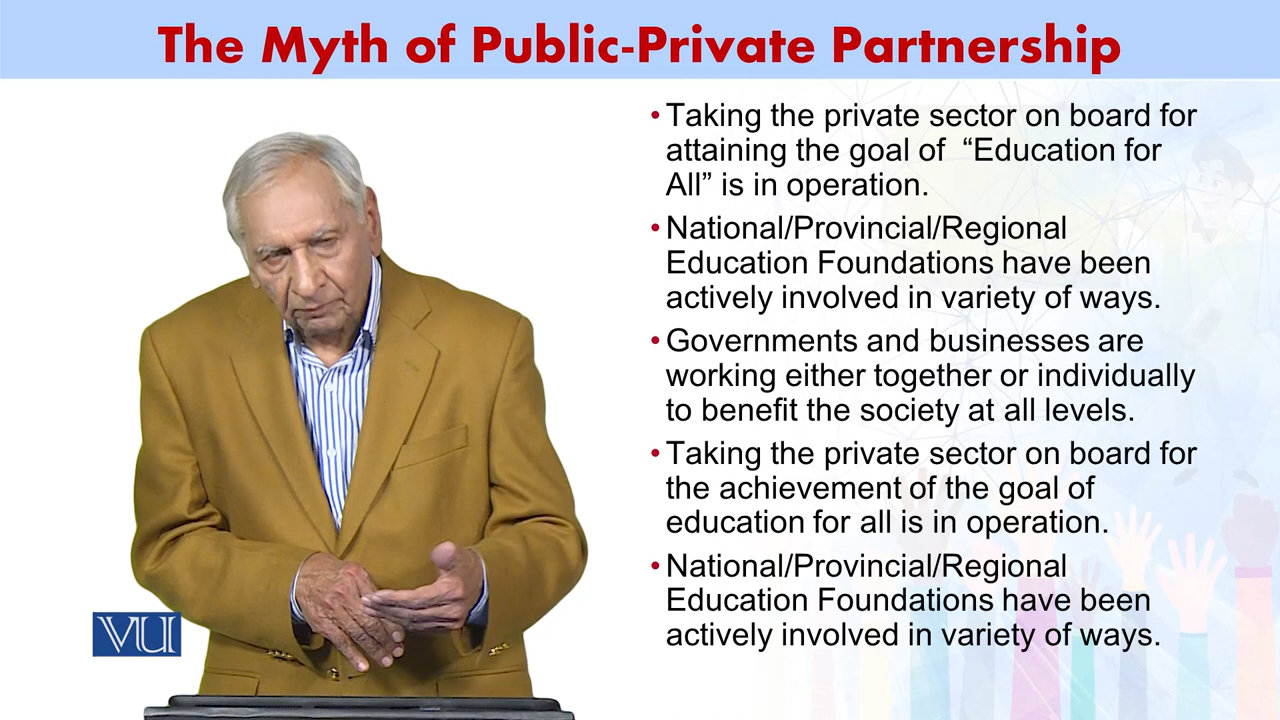 The Myth of Public-Private Partnership
•Taking the private sector on board for
attaining the goal of “Education for
All” is in operation.
•National/Provincial/Regional
Education Foundations have been
actively involved in variety of ways.
•Governments and businesses are
working either together or individually
to benefit the society at all levels.
•Taking the private sector on board for
the achievement of the goal of
education for all is in operation.
•National/Provincial/Regional
Education Foundations have been
actively involved in variety of ways.
VU